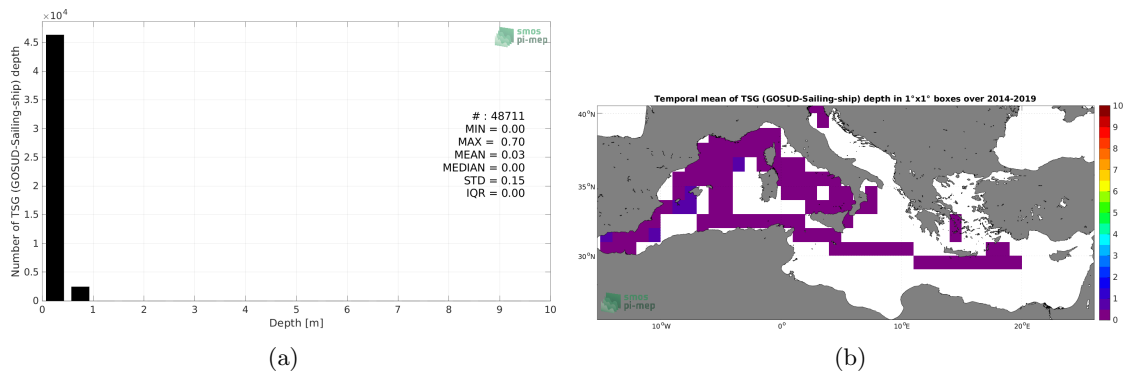 ×10⁴
4.5
4
3.5
3
2.5
2
1.5
1
0.5
0
Number of TSG (GOSUD-Sailing-ship) depth
smos
pi-mep
# : 48711
MIN = 0.00
MAX = 0.70
MEAN = 0.03
MEDIAN = 0.00
STD = 0.15
IQR = 0.00
0 1 2 3 4 5 6 7 8 9 10
Depth [m]
(a)
Temporal mean of TSG (GOSUD-Sailing-ship) depth in 1°x1° boxes over 2014-2019
40°N
35°N
30°N
10°W 0° 10°E 20°E
smos
pi-mep
10
9
8
7
6
5
4
3
2
1
0
(b)